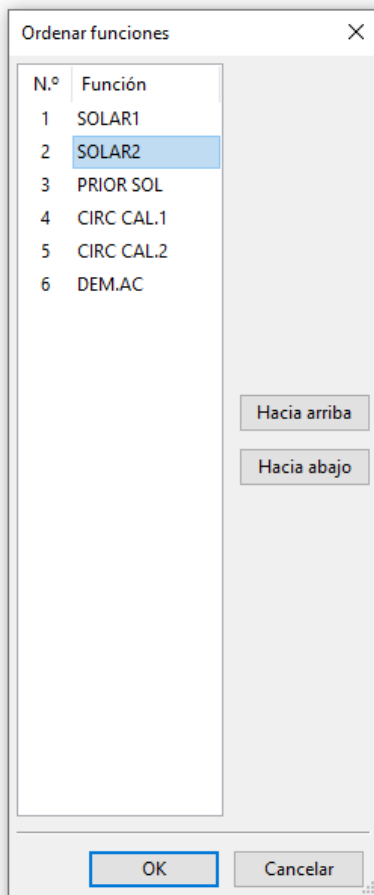 Ordenar funciones
N.º Función
1 SOLAR1
2 SOLAR2
3 PRIOR SOL
4 CIRC CAL.1
5 CIRC CAL.2
6 DEM.AC
Hacia arriba
Hacia abajo
OK Cancelar